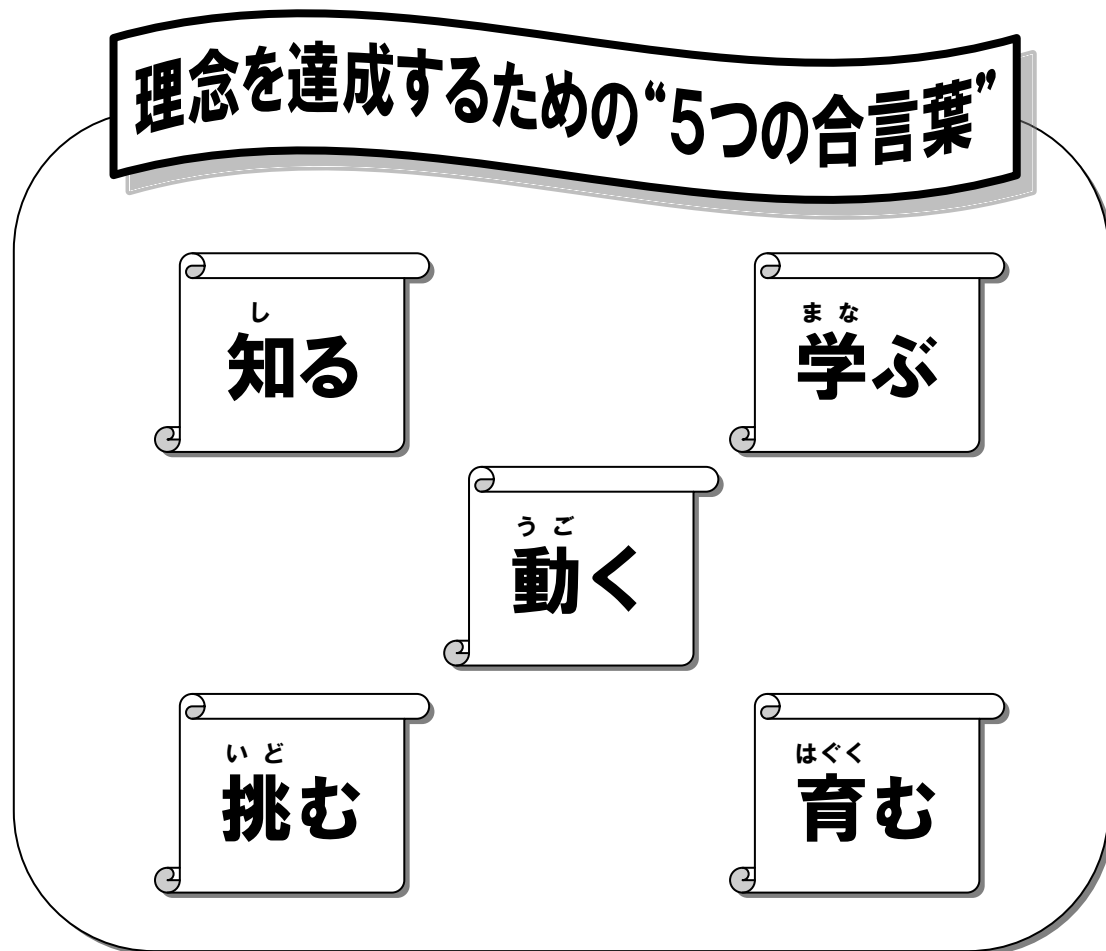 理念を達成するための“5つの合言葉”
し
知る
まな
学ぶ
うご
動く
いど
挑む
はぐく
育む